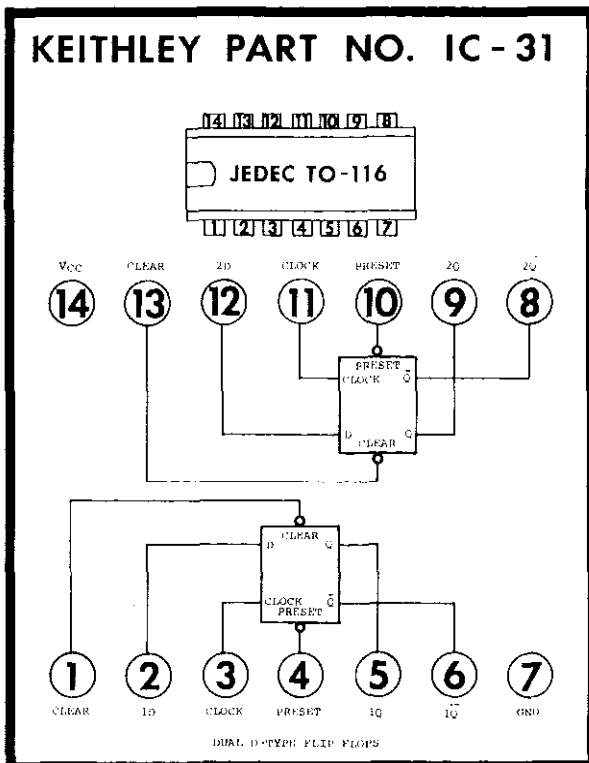 KEITHLEY PART NO. IC-31
14 13 12 11 10 9 8
JEDEC TO-116
1 2 3 4 5 6 7
VCC CLEAR 2D CLOCK PRESET 2Q 2Q̅
14 13 12 11 10 9 8
PRESET
CLOCK Q̅
D Q
CLEAR
CLEAR
D Q
CLOCK Q̅
PRESET
1 2 3 4 5 6 7
CLEAR 1D CLOCK PRESET 1Q 1Q̅ GND
DUAL D-TYPE FLIP FLOPS